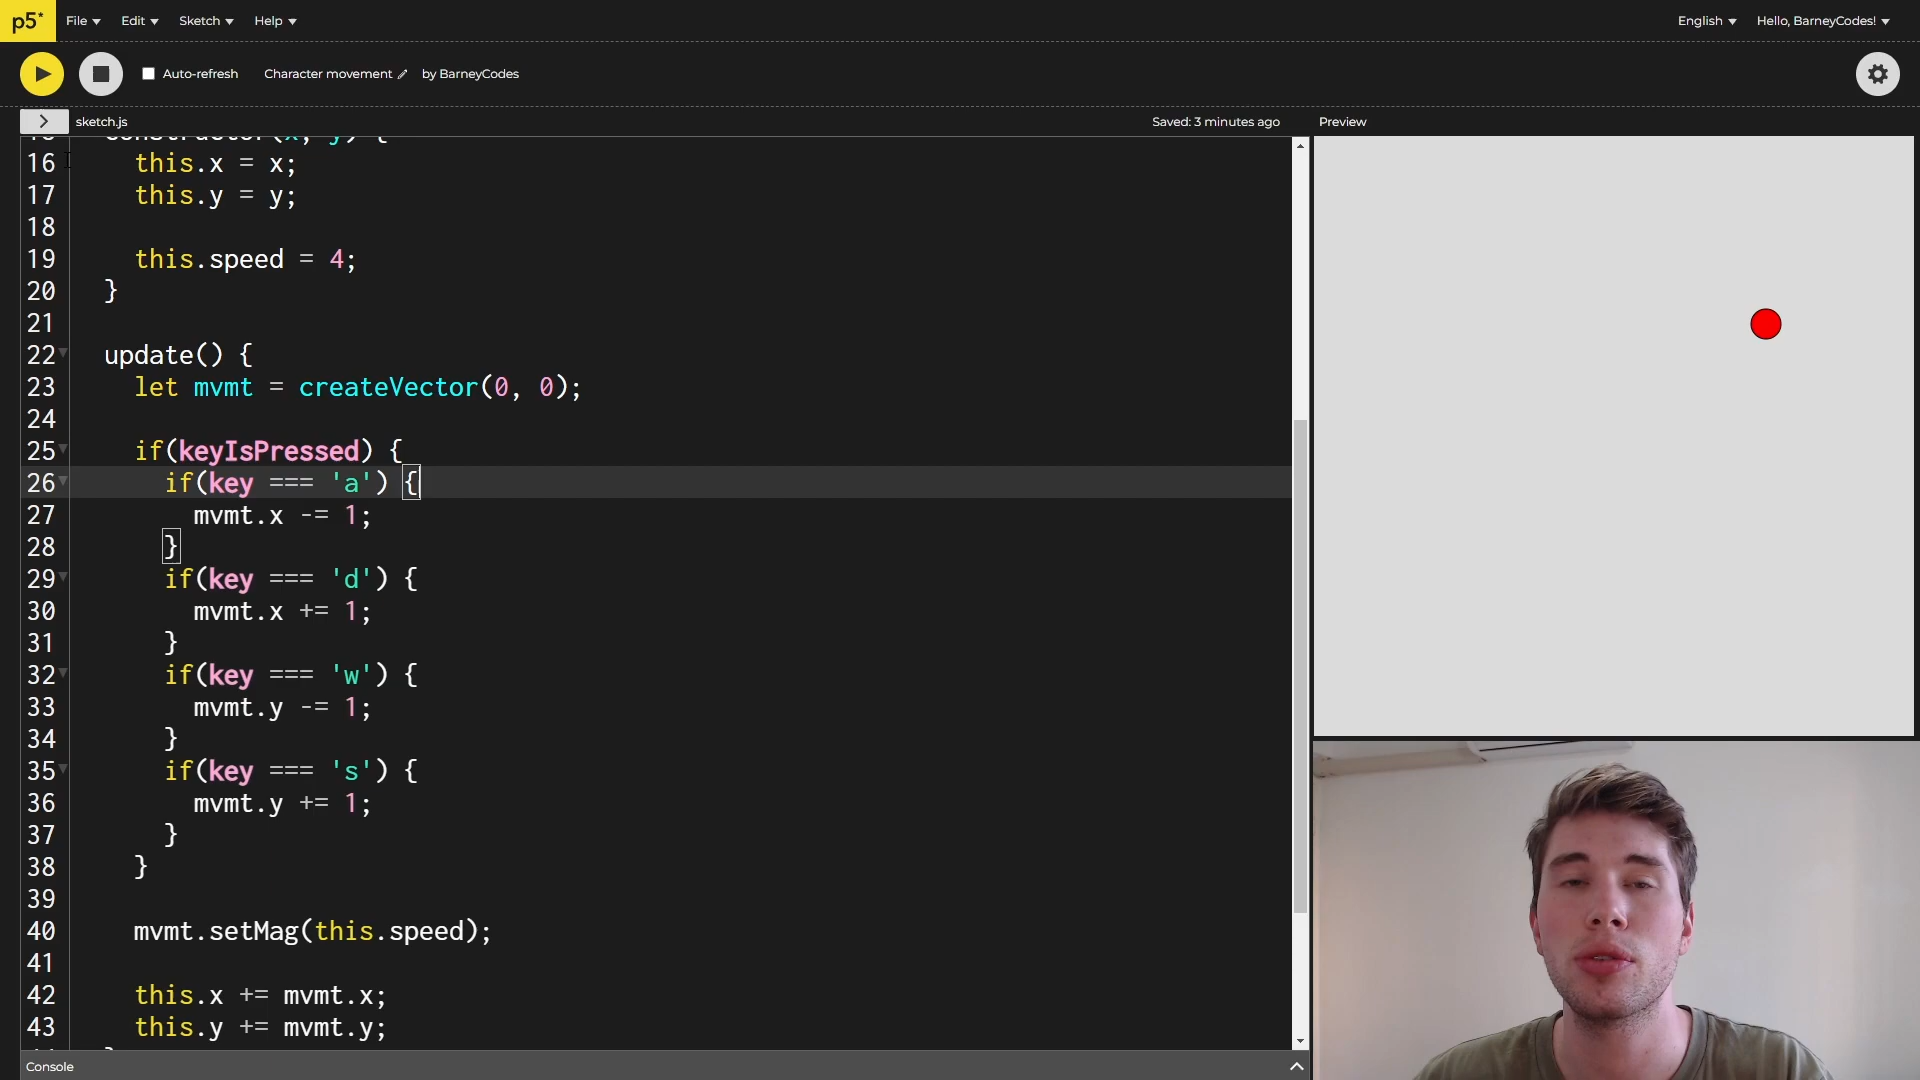 p5*
File Edit Sketch Help English Hello, BarneyCodes!
Auto-refresh Character movement by BarneyCodes
> sketch.js Saved: 3 minutes ago Preview
constructor(x, y) {
16 this.x = x;
17 this.y = y;
18
19 this.speed = 4;
20 }
21
22 update() {
23 let mvmt = createVector(0, 0);
24
25 if(keyIsPressed) {
26 if(key === 'a') {
27 mvmt.x -= 1;
28 }
29 if(key === 'd') {
30 mvmt.x += 1;
31 }
32 if(key === 'w') {
33 mvmt.y -= 1;
34 }
35 if(key === 's') {
36 mvmt.y += 1;
37 }
38 }
39
40 mvmt.setMag(this.speed);
41
42 this.x += mvmt.x;
43 this.y += mvmt.y;
Console